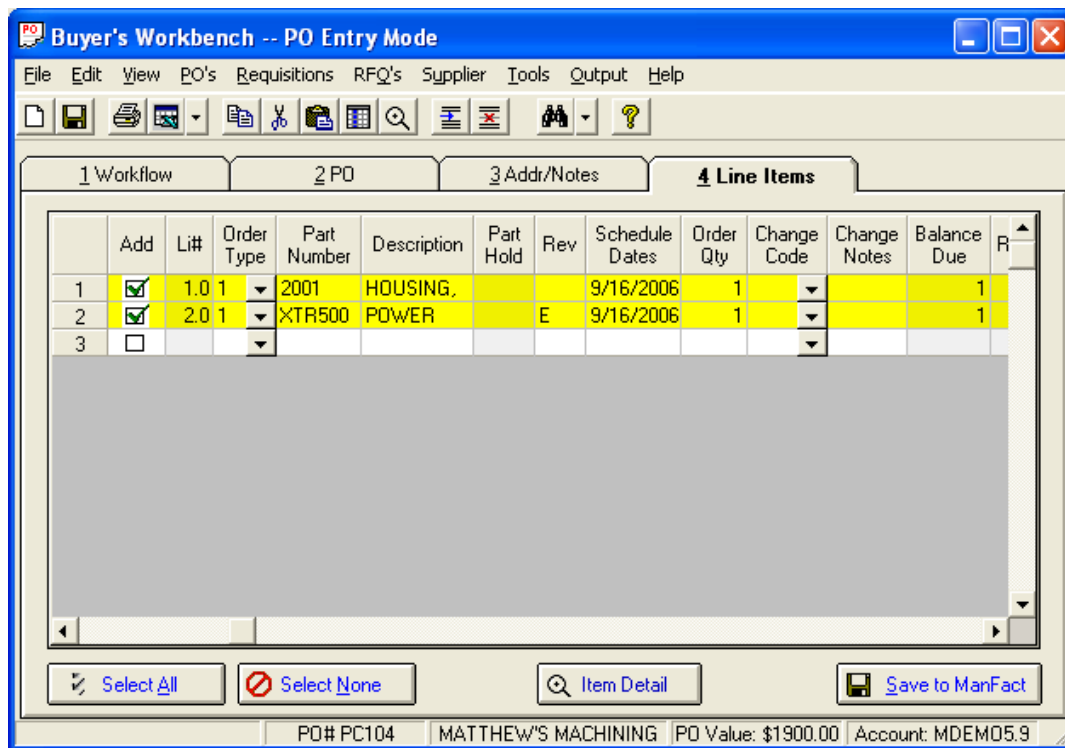 Buyer's Workbench -- PO Entry Mode
File Edit View PO's Requisitions RFQ's Supplier Tools Output Help
1 Workflow 2 PO 3 Addr/Notes 4 Line Items
Add Li# Order Type Part Number Description Part Hold Rev Schedule Dates Order Qty Change Code Change Notes Balance Due R
1 1.0 1 2001 HOUSING, 9/16/2006 1 1
2 2.0 1 XTR500 POWER E 9/16/2006 1 1
3
Select All Select None Item Detail Save to ManFact
PO# PC104 MATTHEW'S MACHINING PO Value: $1900.00 Account: MDEMO5.9